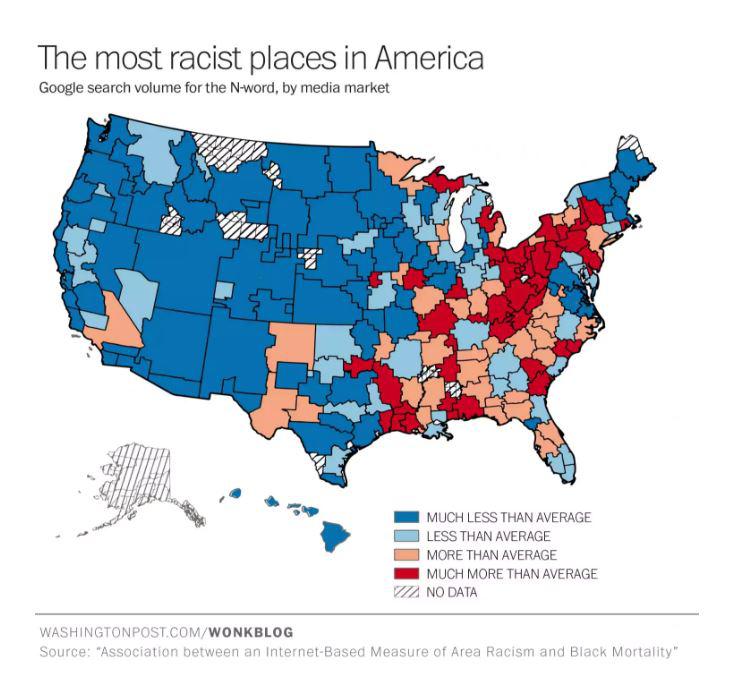 The most racist places in America
Google search volume for the N-word, by media market
MUCH LESS THAN AVERAGE
LESS THAN AVERAGE
MORE THAN AVERAGE
MUCH MORE THAN AVERAGE
NO DATA
WASHINGTONPOST.COM/WONKBLOG
Source: “Association between an Internet-Based Measure of Area Racism and Black Mortality”